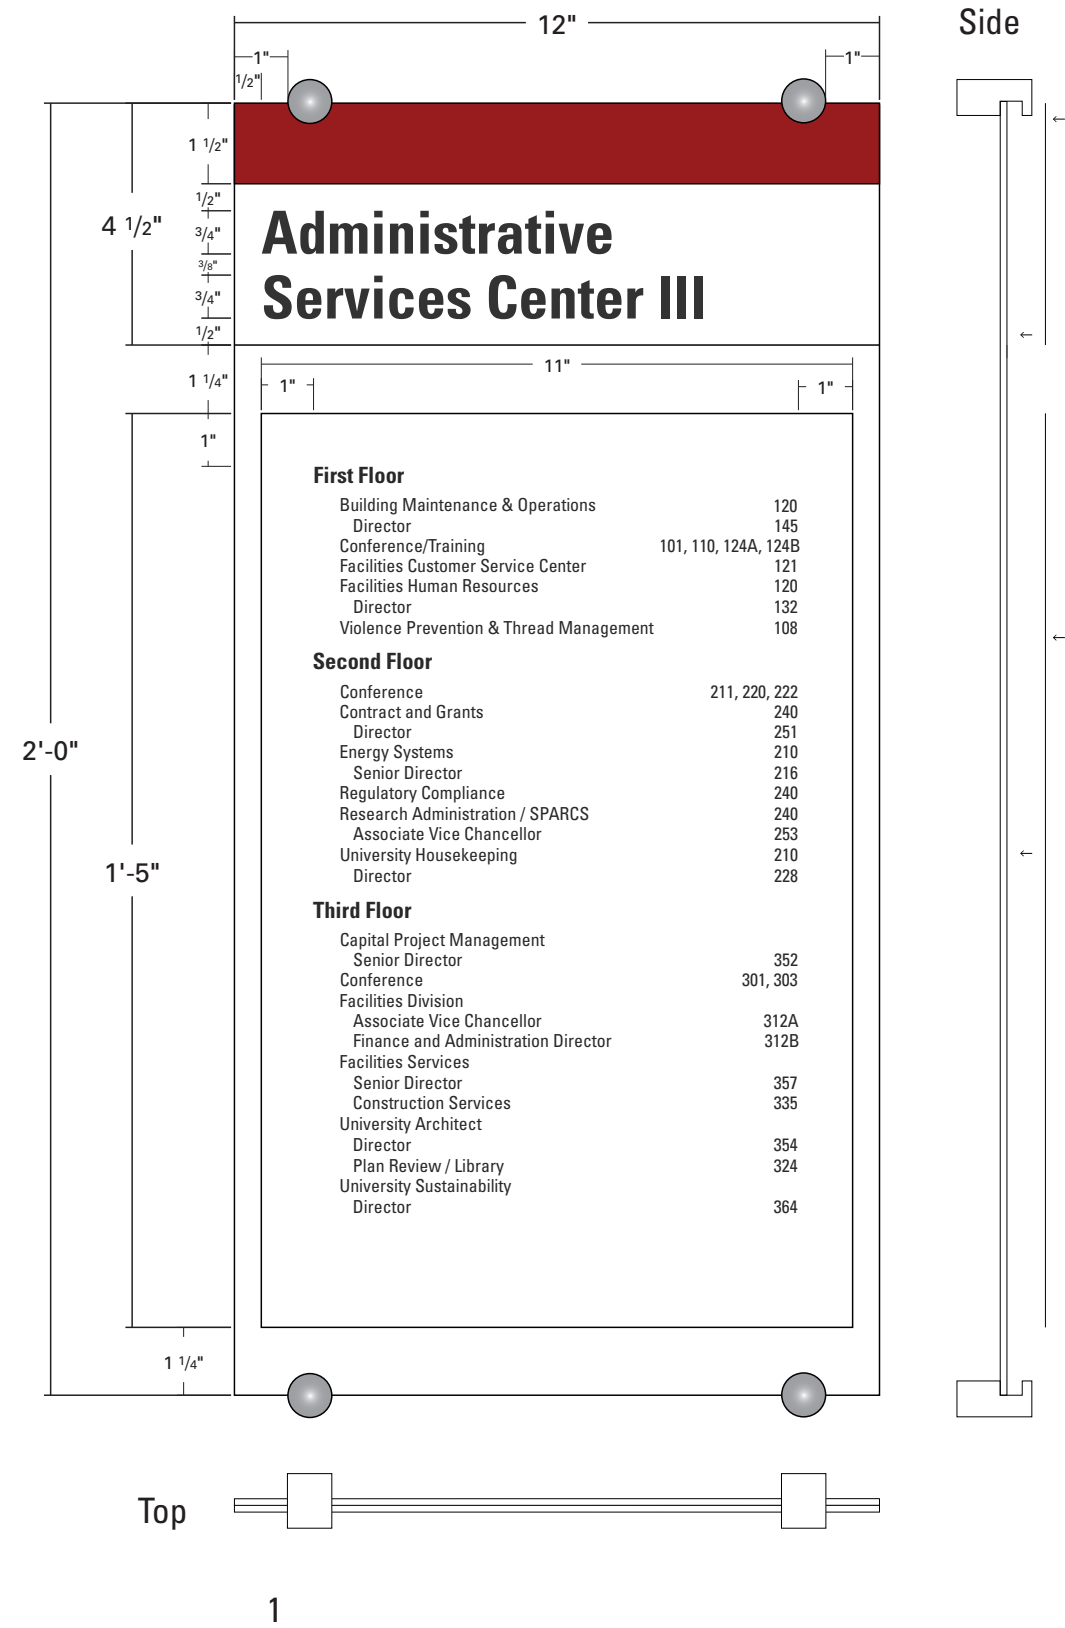 12"
Side
1"
1"
1/2"
1 1/2"
1/2"
4 1/2"
3/4"
Administrative
3/8"
3/4"
Services Center III
1/2"
11"
1 1/4"
1"
1"
1"
First Floor
Building Maintenance & Operations 120
Director 145
Conference/Training 101, 110, 124A, 124B
Facilities Customer Service Center 121
Facilities Human Resources 120
Director 132
Violence Prevention & Thread Management 108
Second Floor
Conference 211, 220, 222
Contract and Grants 240
Director 251
Energy Systems 210
Senior Director 216
Regulatory Compliance 240
Research Administration / SPARCS 240
Associate Vice Chancellor 253
University Housekeeping 210
Director 228
2'-0"
1'-5"
Third Floor
Capital Project Management
Senior Director 352
Conference 301, 303
Facilities Division
Associate Vice Chancellor 312A
Finance and Administration Director 312B
Facilities Services
Senior Director 357
Construction Services 335
University Architect
Director 354
Plan Review / Library 324
University Sustainability
Director 364
1 1/4"
Top
1